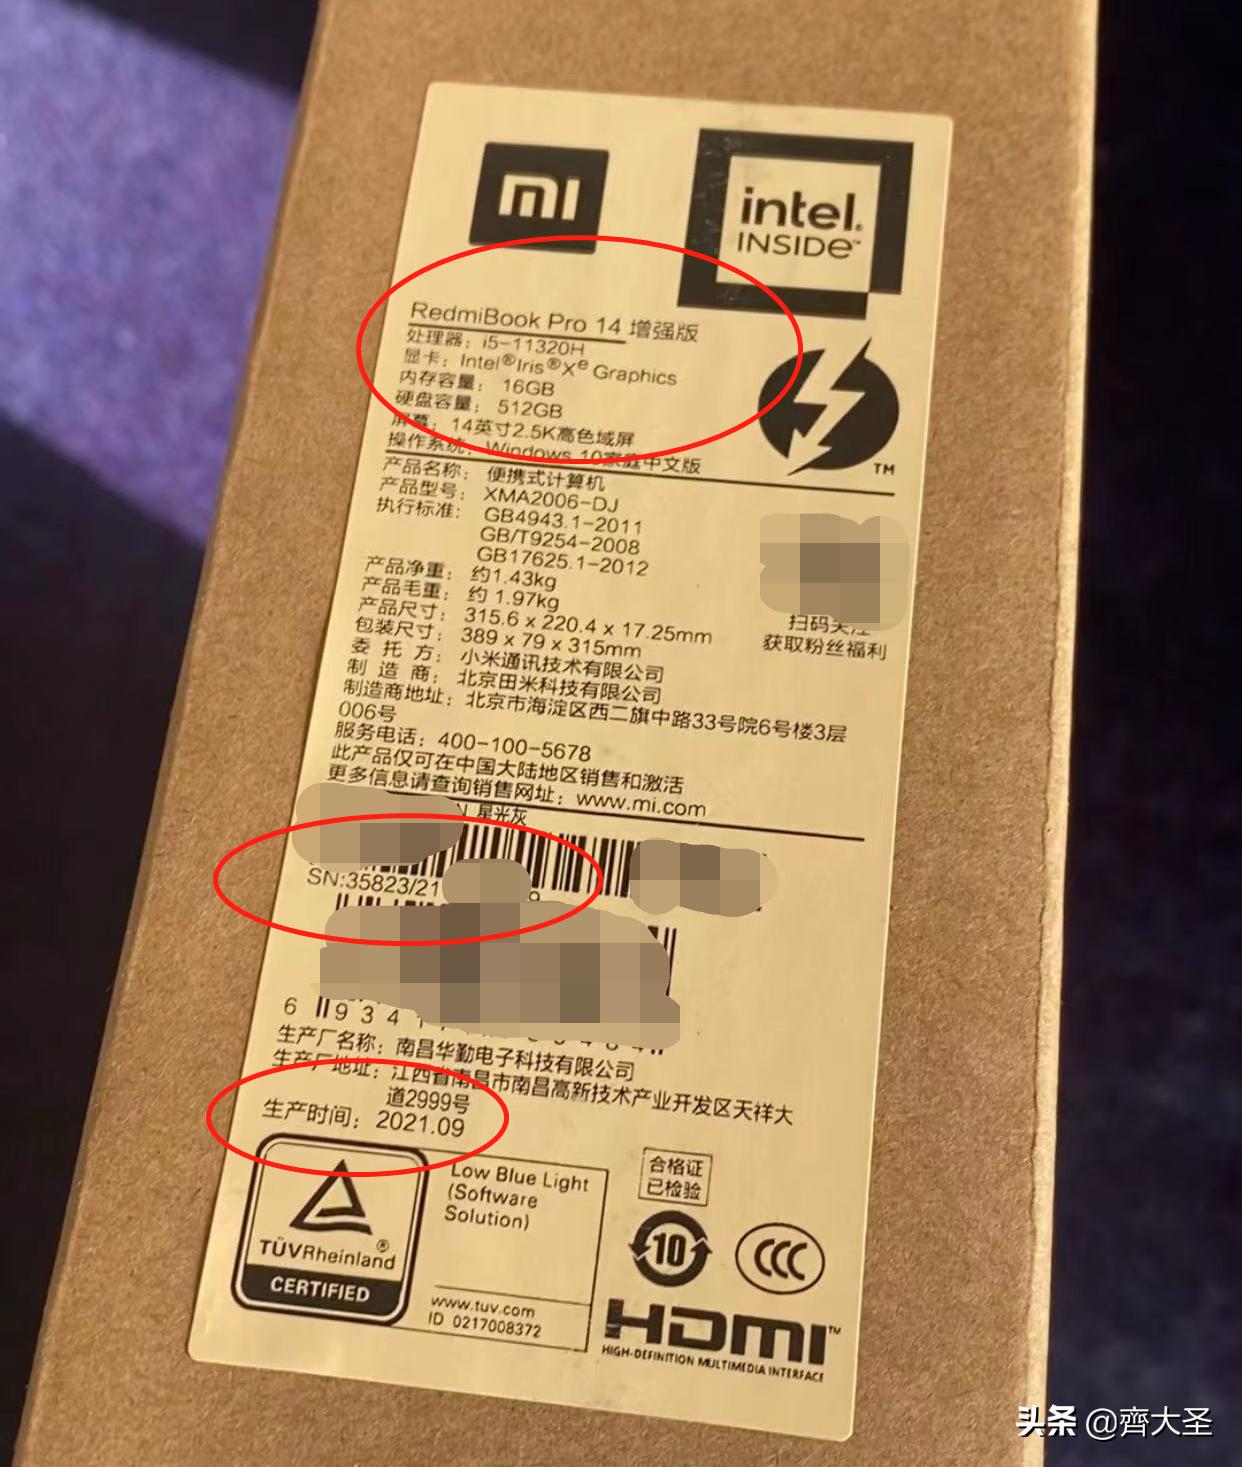 mi
intel.
INSIDE™
RedmiBook Pro 14 增强版
处理器：i5-11320H
显卡：Intel®Iris®Xᵉ Graphics
内存容量：16GB
硬盘容量：512GB
屏幕：14英寸2.5K高色域屏
操作系统：Windows 10家庭中文版
TM
产品名称：便携式计算机
产品型号：XMA2006-DJ
执行标准：GB4943.1-2011
GB/T9254-2008
GB17625.1-2012
产品净重：约1.43kg
产品毛重：约 1.97kg
产品尺寸：315.6 x 220.4 x 17.25mm
包装尺寸：389 x 79 x 315mm
委 托 方：小米通讯技术有限公司
制 造 商：北京田米科技有限公司
制造商地址：北京市海淀区西二旗中路33号院6号楼3层
006号
服务电话：400-100-5678
此产品仅可在中国大陆地区销售和激活
更多信息请查询销售网址：www.mi.com
扫码关注
获取粉丝福利
星光灰
SN:35823/21
6 9 3 4 1
生产厂名称：南昌华勤电子科技有限公司
生产厂地址：江西省南昌市南昌高新技术产业开发区天祥大
道2999号
生产时间：2021.09
TÜVRheinland®
CERTIFIED
Low Blue Light
(Software
Solution)
www.tuv.com
ID 0217008372
合格证
已检验
10
CCC
HDMI™
HIGH-DEFINITION MULTIMEDIA INTERFACE
头条 @齊大圣